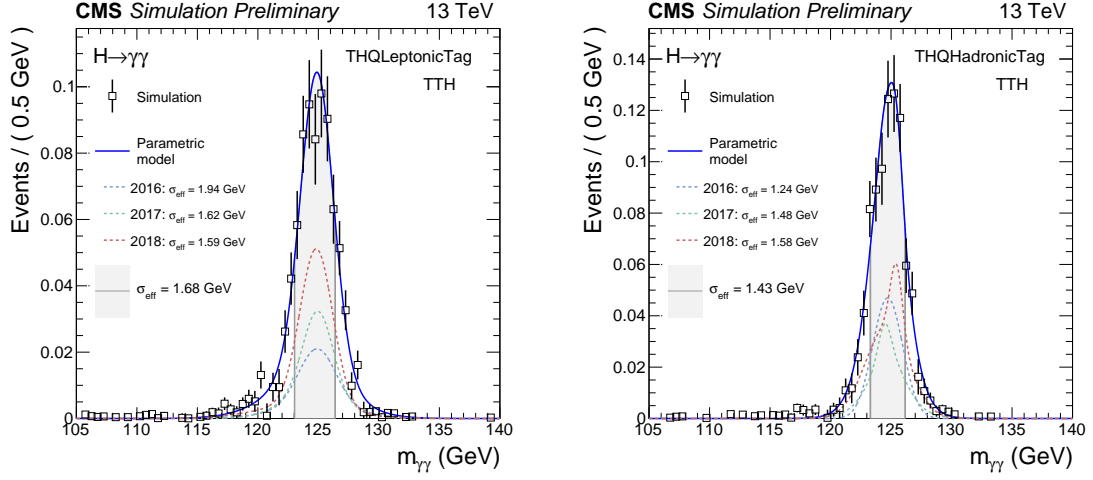 CMS Simulation Preliminary 13 TeV
H→γγ THQLeptonicTag
TTH
Simulation
Parametric
model
2016: σeff = 1.94 GeV
2017: σeff = 1.62 GeV
2018: σeff = 1.59 GeV
σeff = 1.68 GeV
Events / ( 0.5 GeV )
0.1
0.08
0.06
0.04
0.02
0
105 110 115 120 125 130 135 140
mγγ (GeV)
CMS Simulation Preliminary 13 TeV
H→γγ THQHadronicTag
TTH
Simulation
Parametric
model
2016: σeff = 1.24 GeV
2017: σeff = 1.48 GeV
2018: σeff = 1.58 GeV
σeff = 1.43 GeV
Events / ( 0.5 GeV )
0.14
0.12
0.1
0.08
0.06
0.04
0.02
0
105 110 115 120 125 130 135 140
mγγ (GeV)